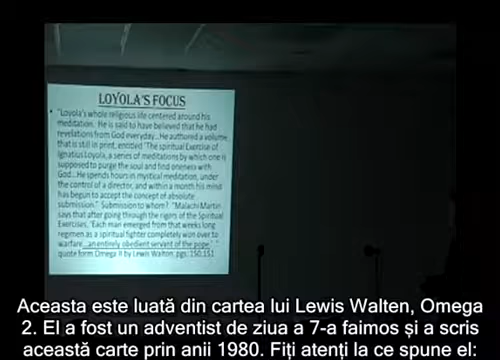 LOYOLA'S FOCUS
• "Loyola's whole religious life centered around his
meditation. He is said to have believed that he had
revelations from God everyday...He authored a volume
that is still in print, entitled 'The spiritual Exercise of
Ignatius Loyola, a series of meditations by which one is
supposed to purge the soul and find oneness with
God...He spends hours in mystical meditation, under
the control of a director, and within a month his mind
has begun to accept the concept of absolute
submission." Submission to whom? "Malachi Martin
says that after going through the rigors of the Spiritual
Exercises, 'Each man emerged from that weeks long
regimen as a spiritual fighter completely won over to
warfare...an entirely obedient servant of the pope.' "
quote form Omega II by Lewis Walton, pgs. 150,151
Aceasta este luată din cartea lui Lewis Walten, Omega
2. El a fost un adventist de ziua a 7-a faimos și a scris
această carte prin anii 1980. Fiți atenți la ce spune el: